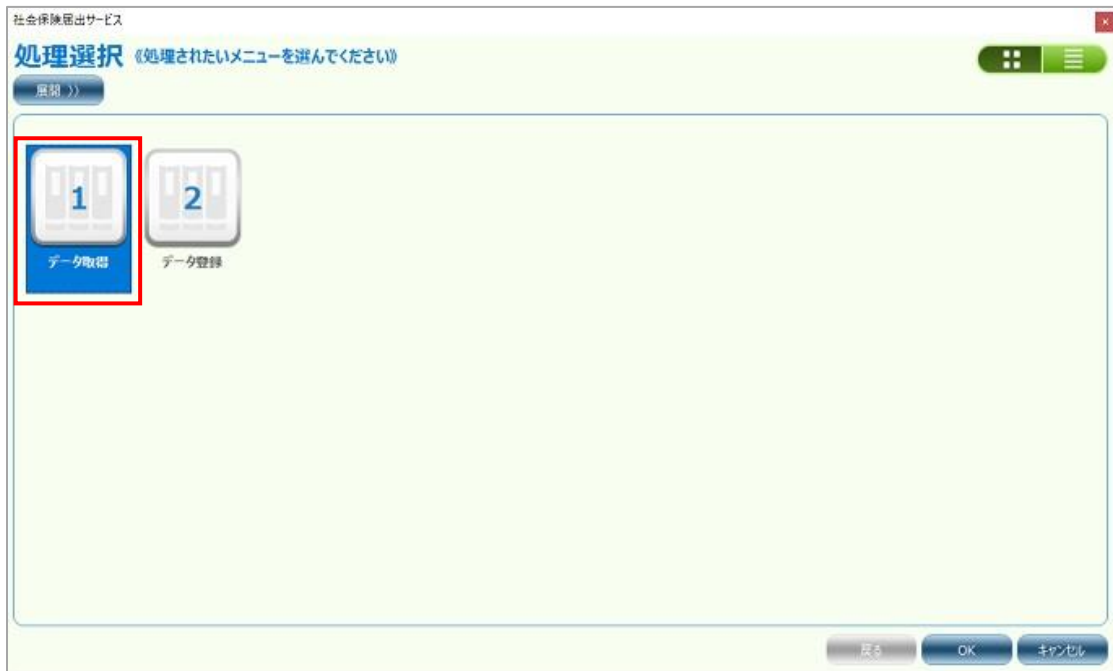 社会保険届出サービス
処理選択 《処理されたいメニューを選んでください》
展開 》
1 2
データ取得 データ登録
戻る OK キャンセル